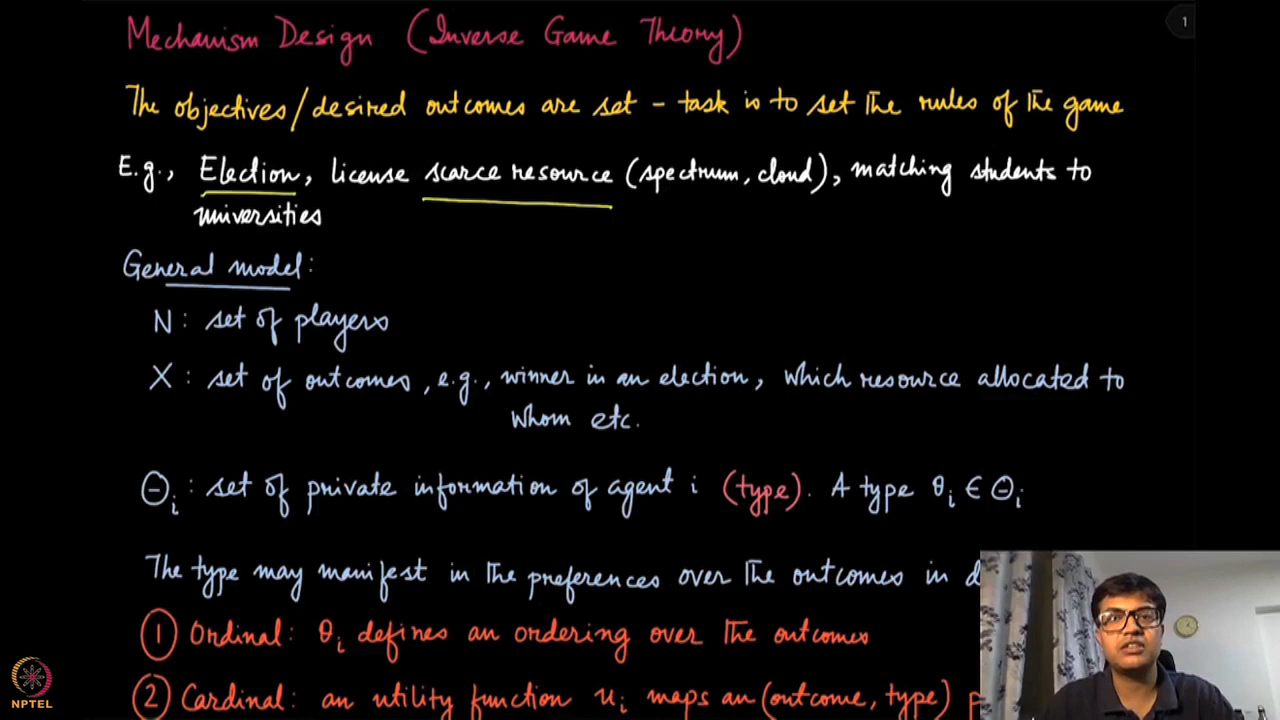 Mechanism Design (Inverse Game Theory)
1
The objectives/desired outcomes are set - task is to set the rules of the game
E.g., Election, license scarce resource (spectrum, cloud), matching students to
universities
General model:
N: set of players
X: set of outcomes, e.g., winner in an election, which resource allocated to
whom etc.
Θi: set of private information of agent i (type). A type θi ∈ Θi
The type may manifest in the preferences over the outcomes in
1 Ordinal: θi defines an ordering over the outcomes
2 Cardinal: an utility function ui maps an (outcome, type)
NPTEL